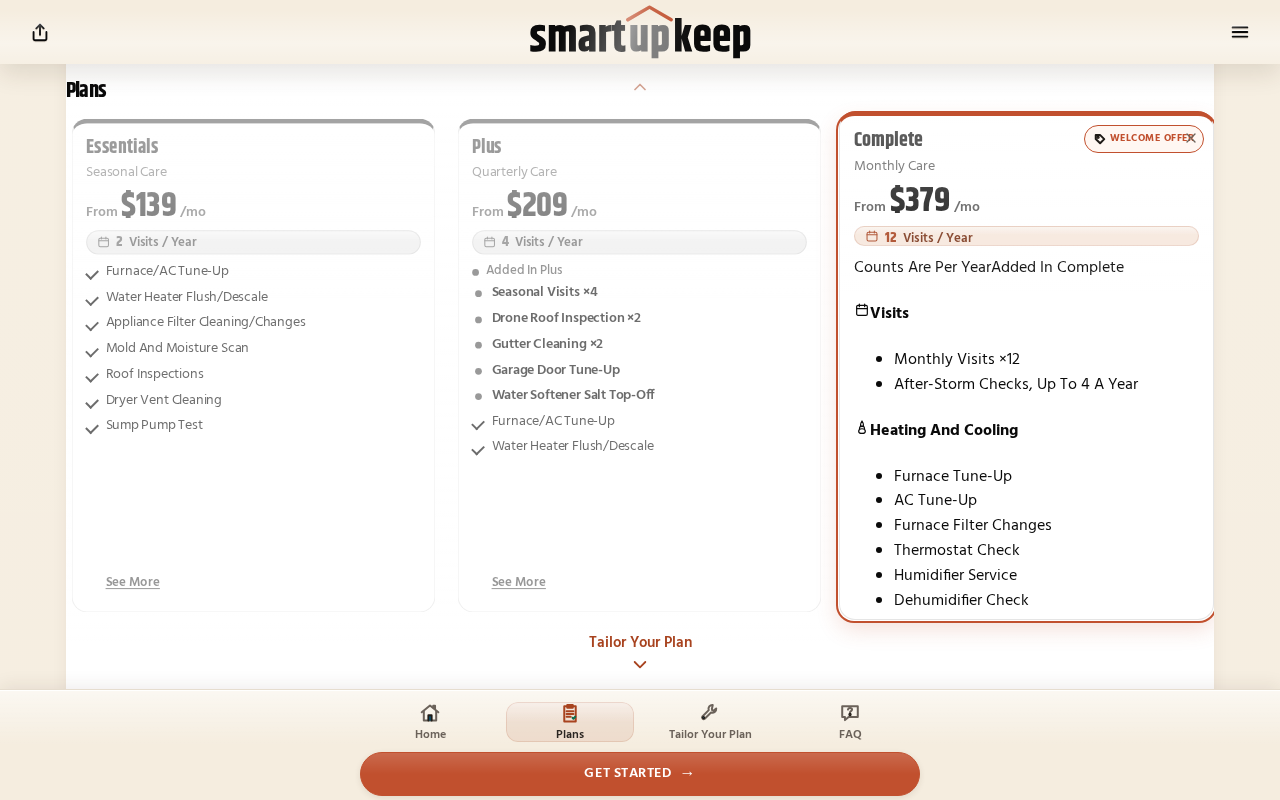 smartupkeep
Plans
Essentials
Seasonal Care
From $139 /mo
2 Visits / Year
Furnace/AC Tune-Up
Water Heater Flush/Descale
Appliance Filter Cleaning/Changes
Mold And Moisture Scan
Roof Inspections
Dryer Vent Cleaning
Sump Pump Test
See More
Plus
Quarterly Care
From $209 /mo
4 Visits / Year
Added In Plus
Seasonal Visits ×4
Drone Roof Inspection ×2
Gutter Cleaning ×2
Garage Door Tune-Up
Water Softener Salt Top-Off
Furnace/AC Tune-Up
Water Heater Flush/Descale
See More
Complete
WELCOME OFFER
Monthly Care
From $379 /mo
12 Visits / Year
Counts Are Per YearAdded In Complete
Visits
Monthly Visits ×12
After-Storm Checks, Up To 4 A Year
Heating And Cooling
Furnace Tune-Up
AC Tune-Up
Furnace Filter Changes
Thermostat Check
Humidifier Service
Dehumidifier Check
Tailor Your Plan
Home
Plans
Tailor Your Plan
FAQ
GET STARTED →